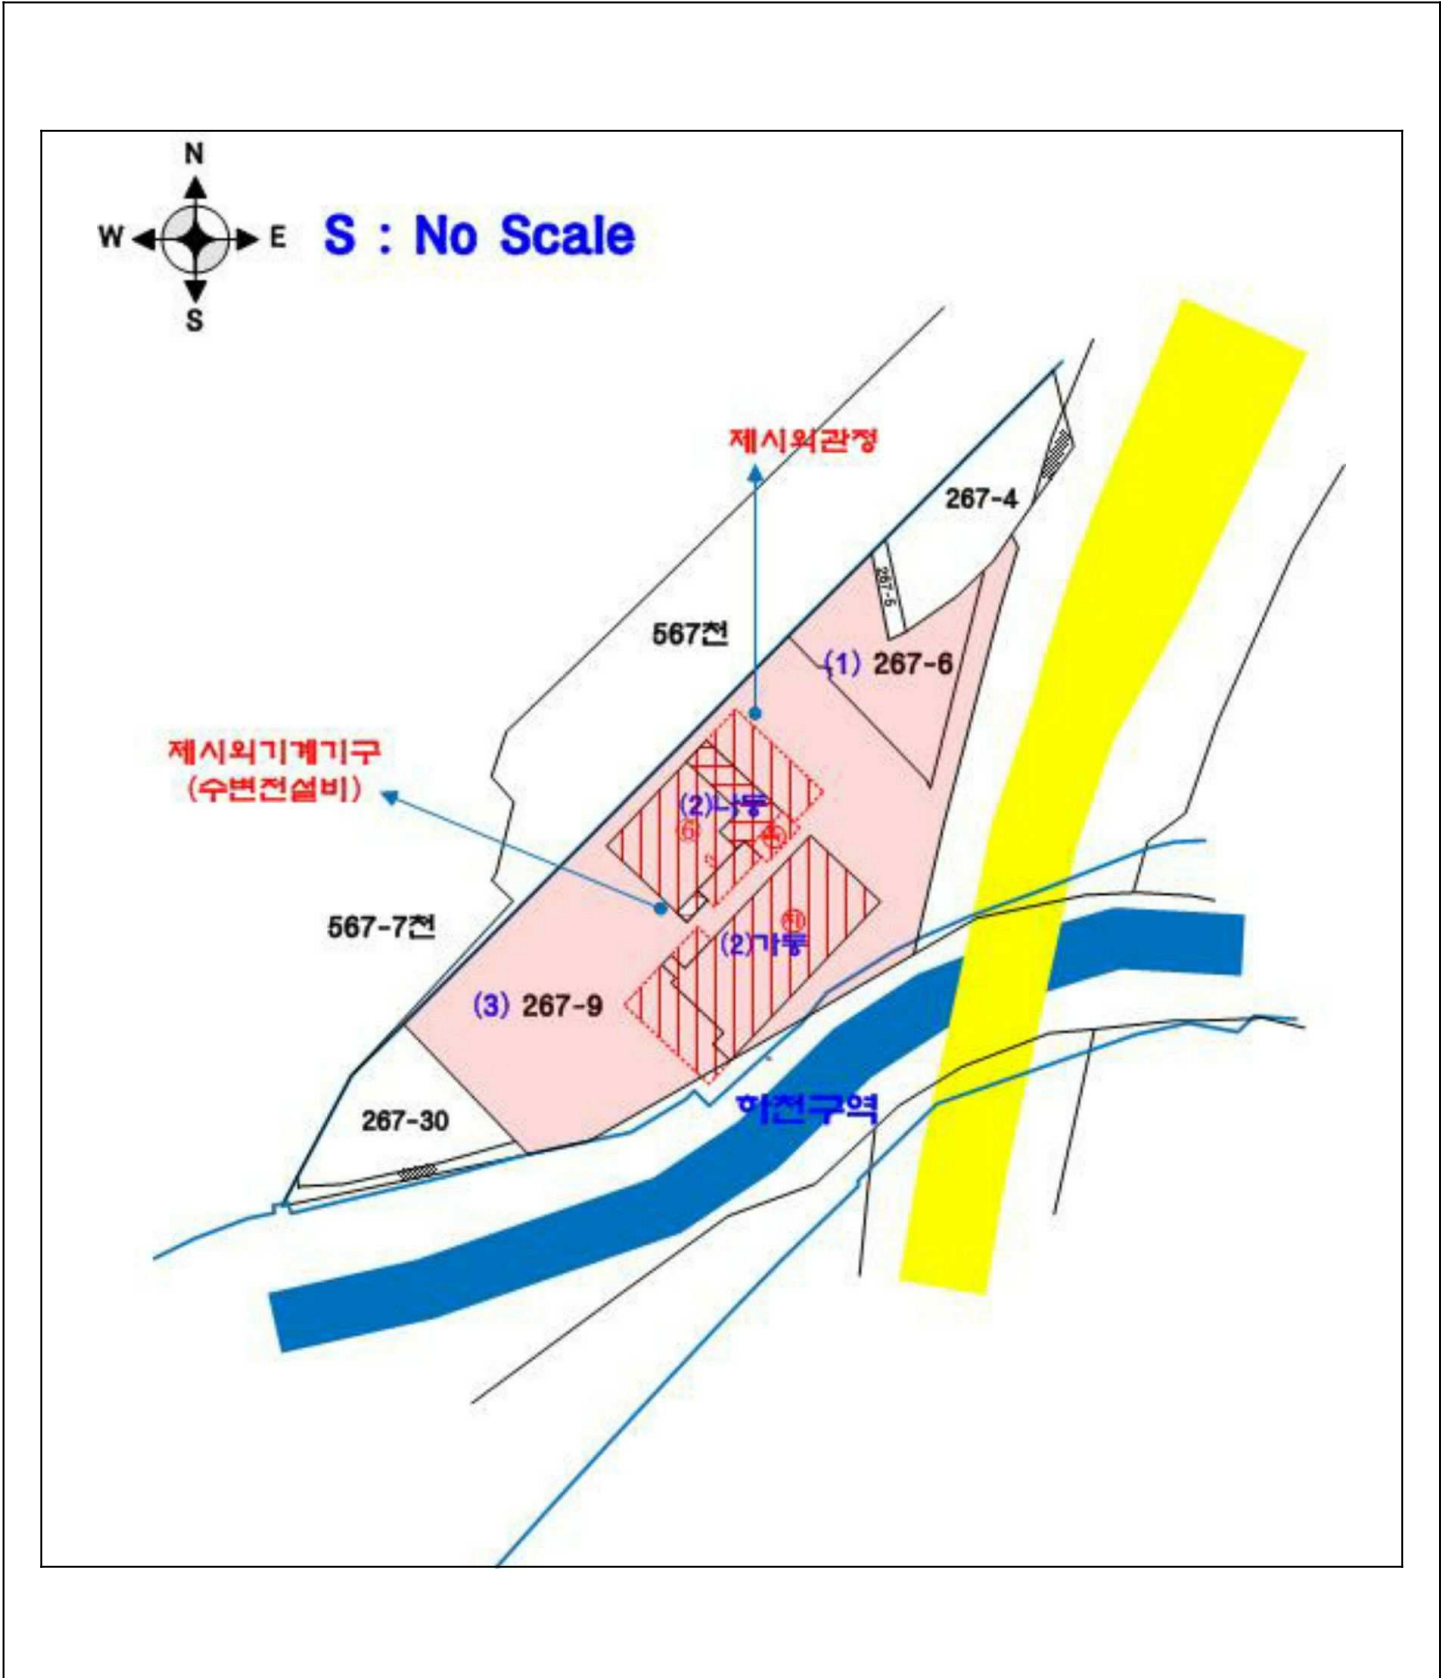 N
W E
S
S : No Scale
제시외관정
267-4
267-5
567천
(1) 267-6
제시외기계기구
(수변전설비)
(2)나동
567-7천
(2)가동
(3) 267-9
하천구역
267-30